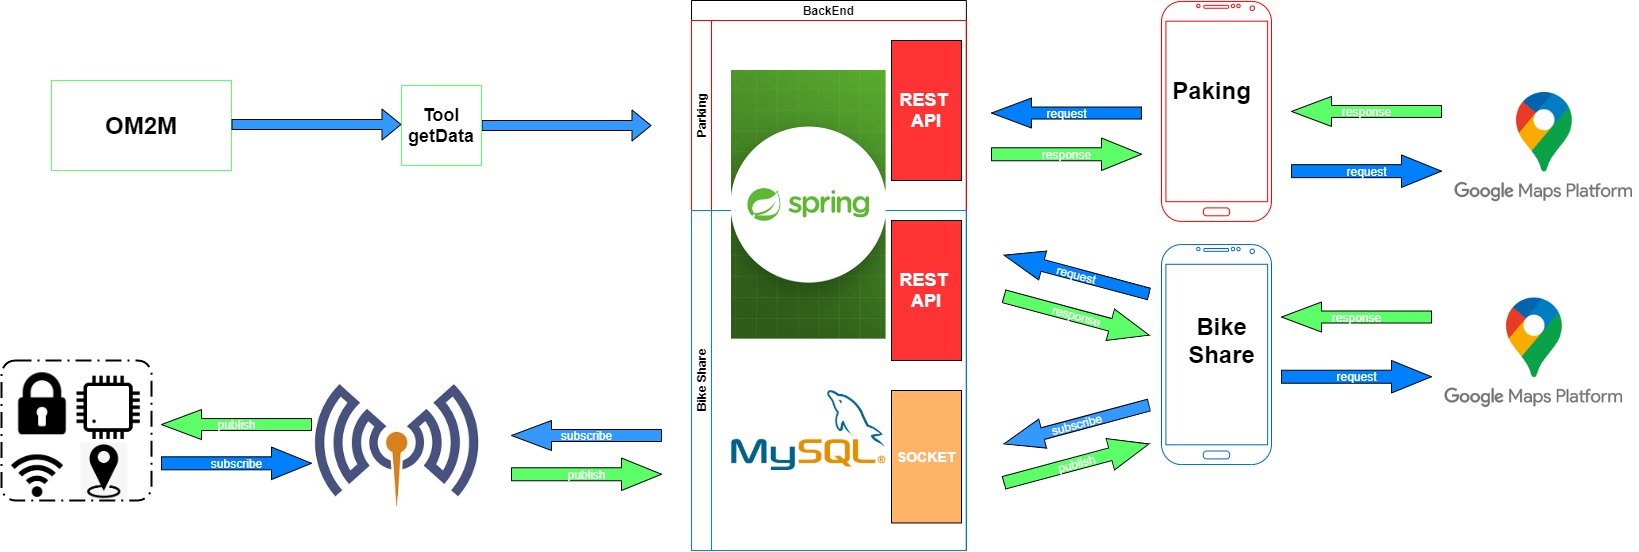 BackEnd
OM2M
Tool
getData
Parking
REST
API
spring
request
response
Paking
response
request
Google Maps Platform
Bike Share
REST
API
request
response
Bike
Share
response
request
Google Maps Platform
publish
subscribe
subscribe
publish
MySQL®
SOCKET
subscribe
publish